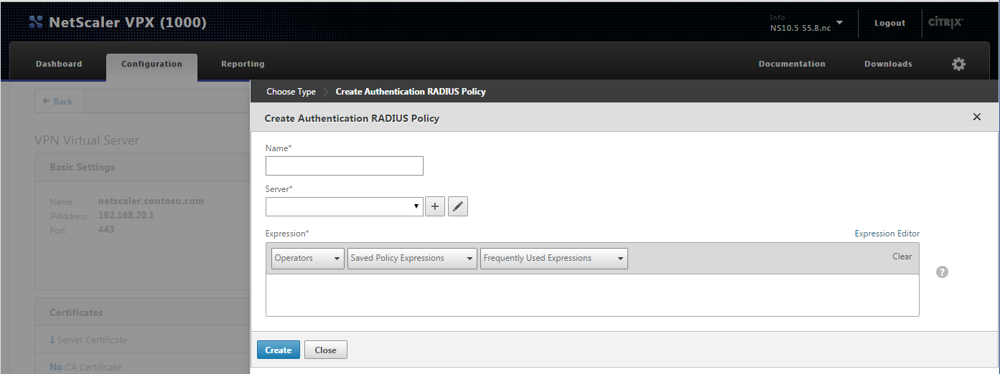 NetScaler VPX (1000)
Info
NS10.5 55.8.nc
Logout
CITRIX
Dashboard
Configuration
Reporting
Documentation
Downloads
Back
Choose Type
Create Authentication RADIUS Policy
Create Authentication RADIUS Policy
VPN Virtual Server
Basic Settings
Name netscaler.contoso.com
IPAddress 192.168.20.1
Port 443
Certificates
1 Server Certificate
No CA Certificate
Name*
Server*
Expression*
Expression Editor
Operators
Saved Policy Expressions
Frequently Used Expressions
Clear
?
Create
Close